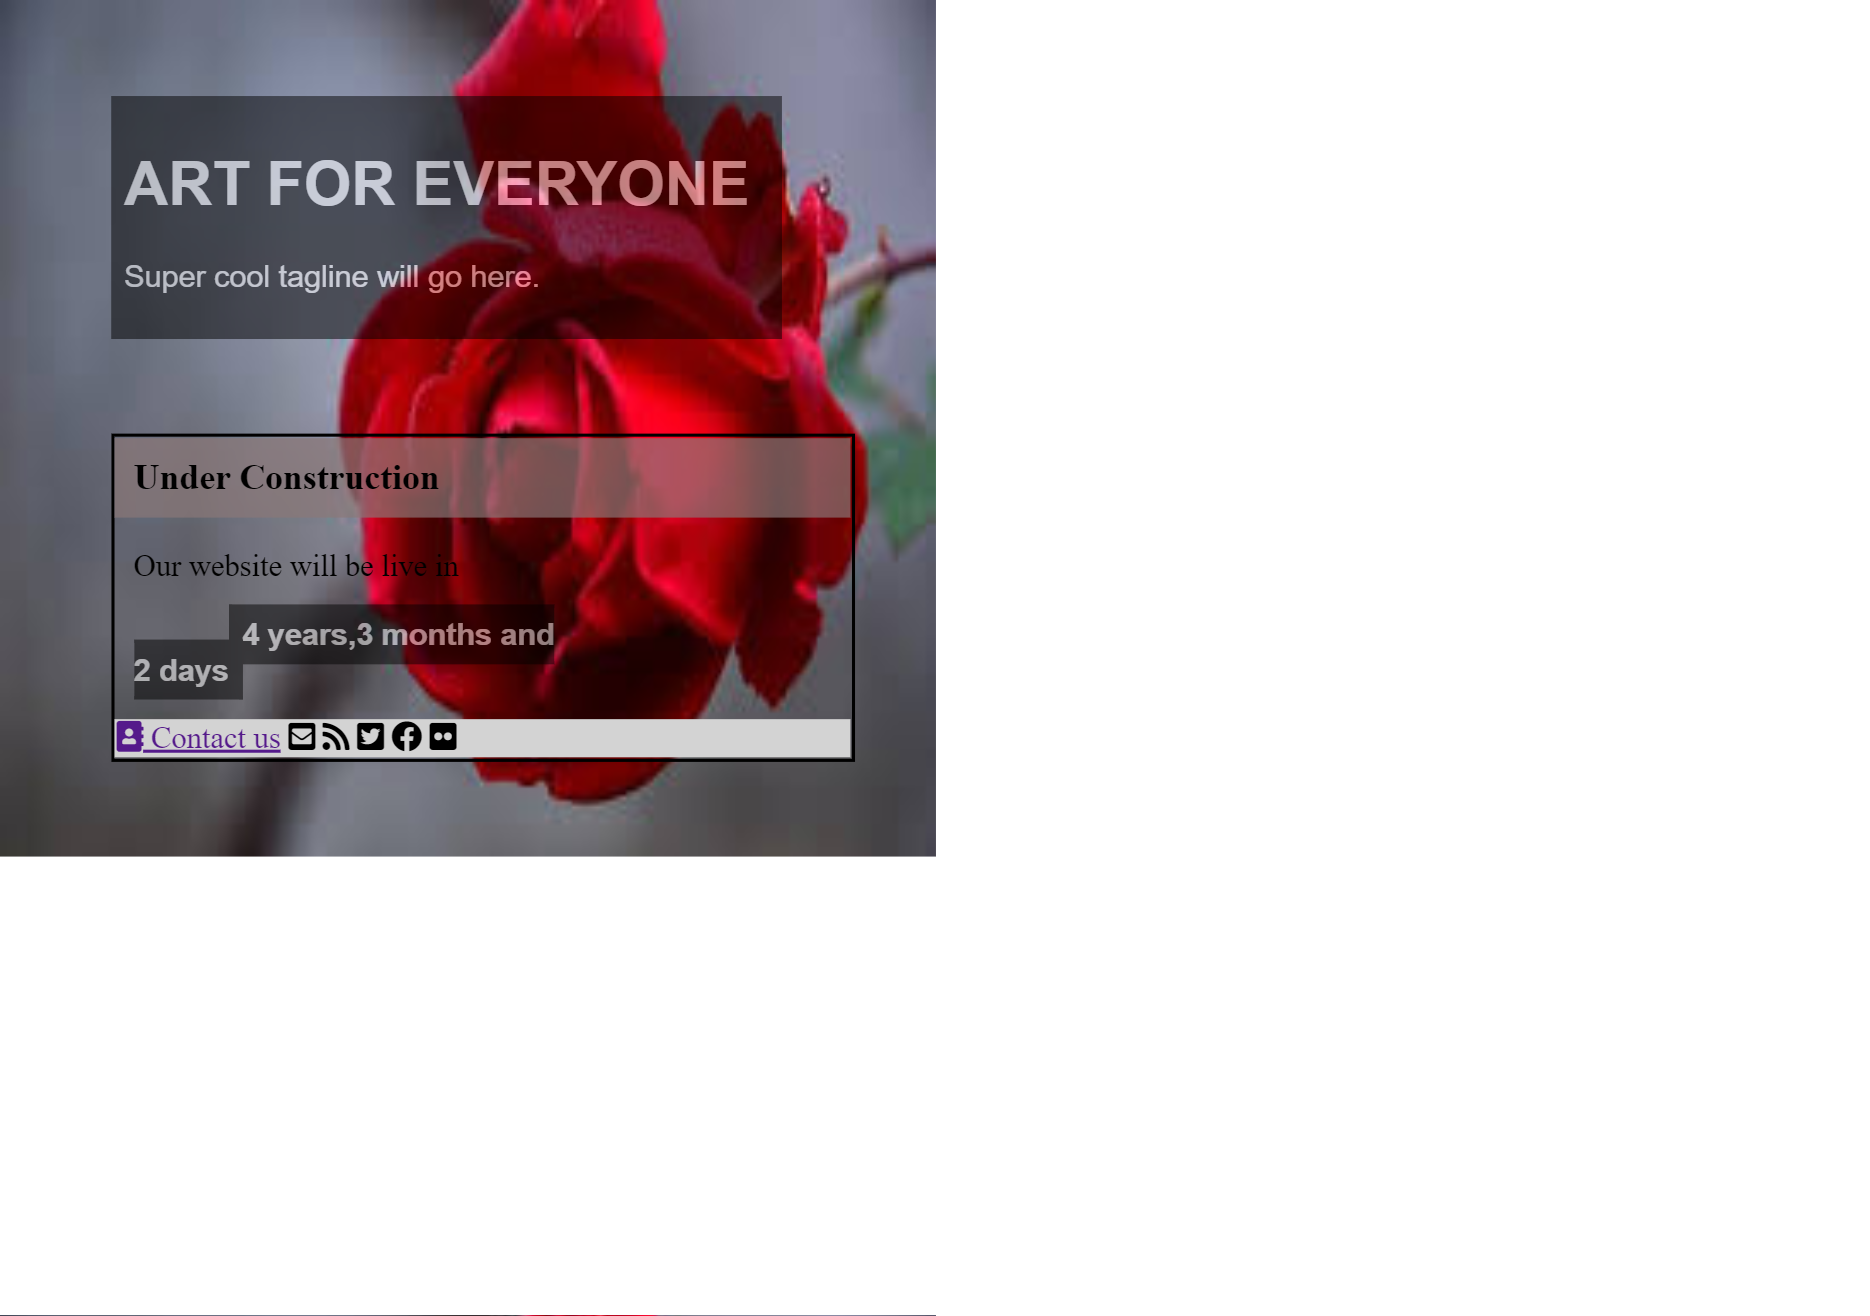 ART FOR EVERYONE
Super cool tagline will go here.
Under Construction
Our website will be live in
4 years,3 months and
2 days
Contact us